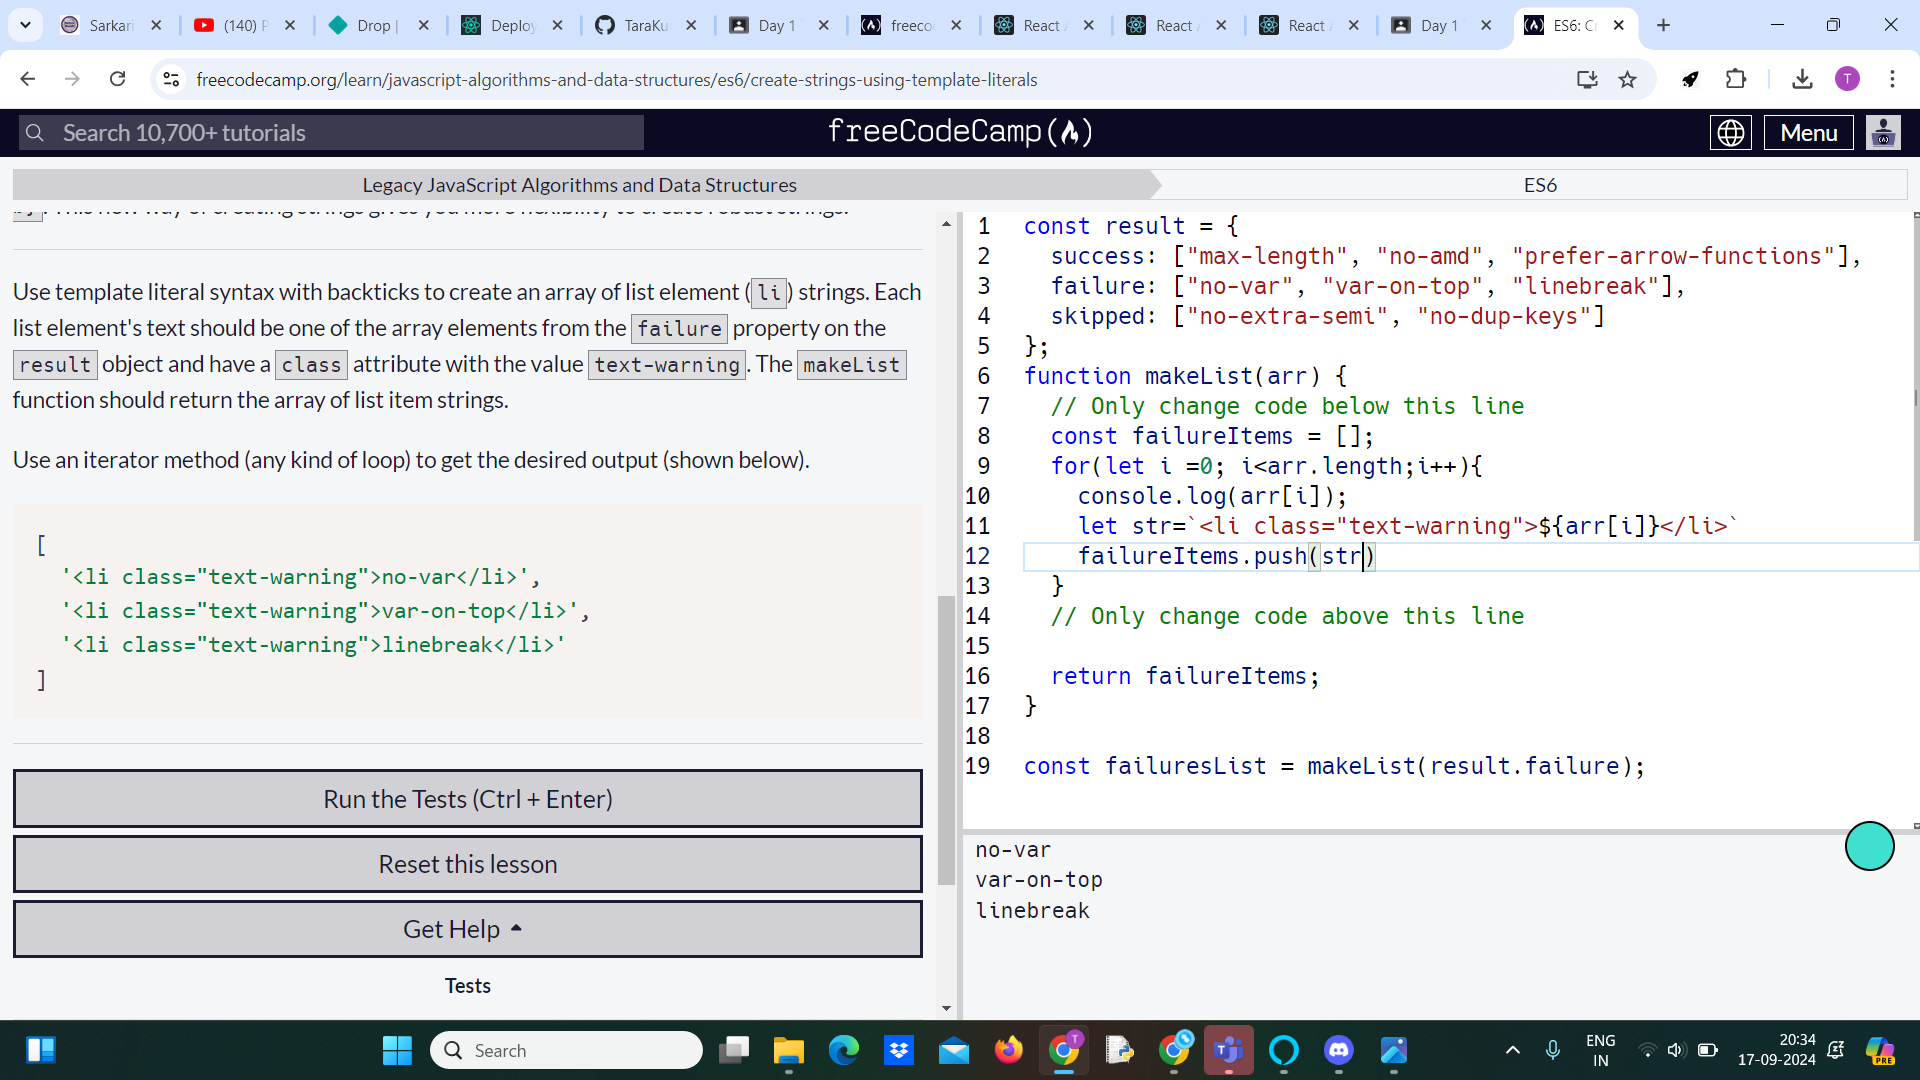 Sarkari
(140) P
Drop |
Deploy
TaraKu
Day 1
freeco
React
React
React
Day 1
ES6: Cr
freecodecamp.org/learn/javascript-algorithms-and-data-structures/es6/create-strings-using-template-literals
T
Search 10,700+ tutorials
freeCodeCamp
Menu
Legacy JavaScript Algorithms and Data Structures
ES6
Use template literal syntax with backticks to create an array of list element (li) strings. Each
list element's text should be one of the array elements from the failure property on the
result object and have a class attribute with the value text-warning. The makeList
function should return the array of list item strings.
Use an iterator method (any kind of loop) to get the desired output (shown below).
[
'<li class="text-warning">no-var</li>',
'<li class="text-warning">var-on-top</li>',
'<li class="text-warning">linebreak</li>'
]
Run the Tests (Ctrl + Enter)
Reset this lesson
Get Help
Tests
1 const result = {
2 success: ["max-length", "no-amd", "prefer-arrow-functions"],
3 failure: ["no-var", "var-on-top", "linebreak"],
4 skipped: ["no-extra-semi", "no-dup-keys"]
5 };
6 function makeList(arr) {
7 // Only change code below this line
8 const failureItems = [];
9 for(let i =0; i<arr.length;i++){
10 console.log(arr[i]);
11 let str=`<li class="text-warning">${arr[i]}</li>`
12 failureItems.push(str)
13 }
14 // Only change code above this line
15
16 return failureItems;
17 }
18
19 const failuresList = makeList(result.failure);
no-var
var-on-top
linebreak
Search
ENG
IN
20:34
17-09-2024
PRE